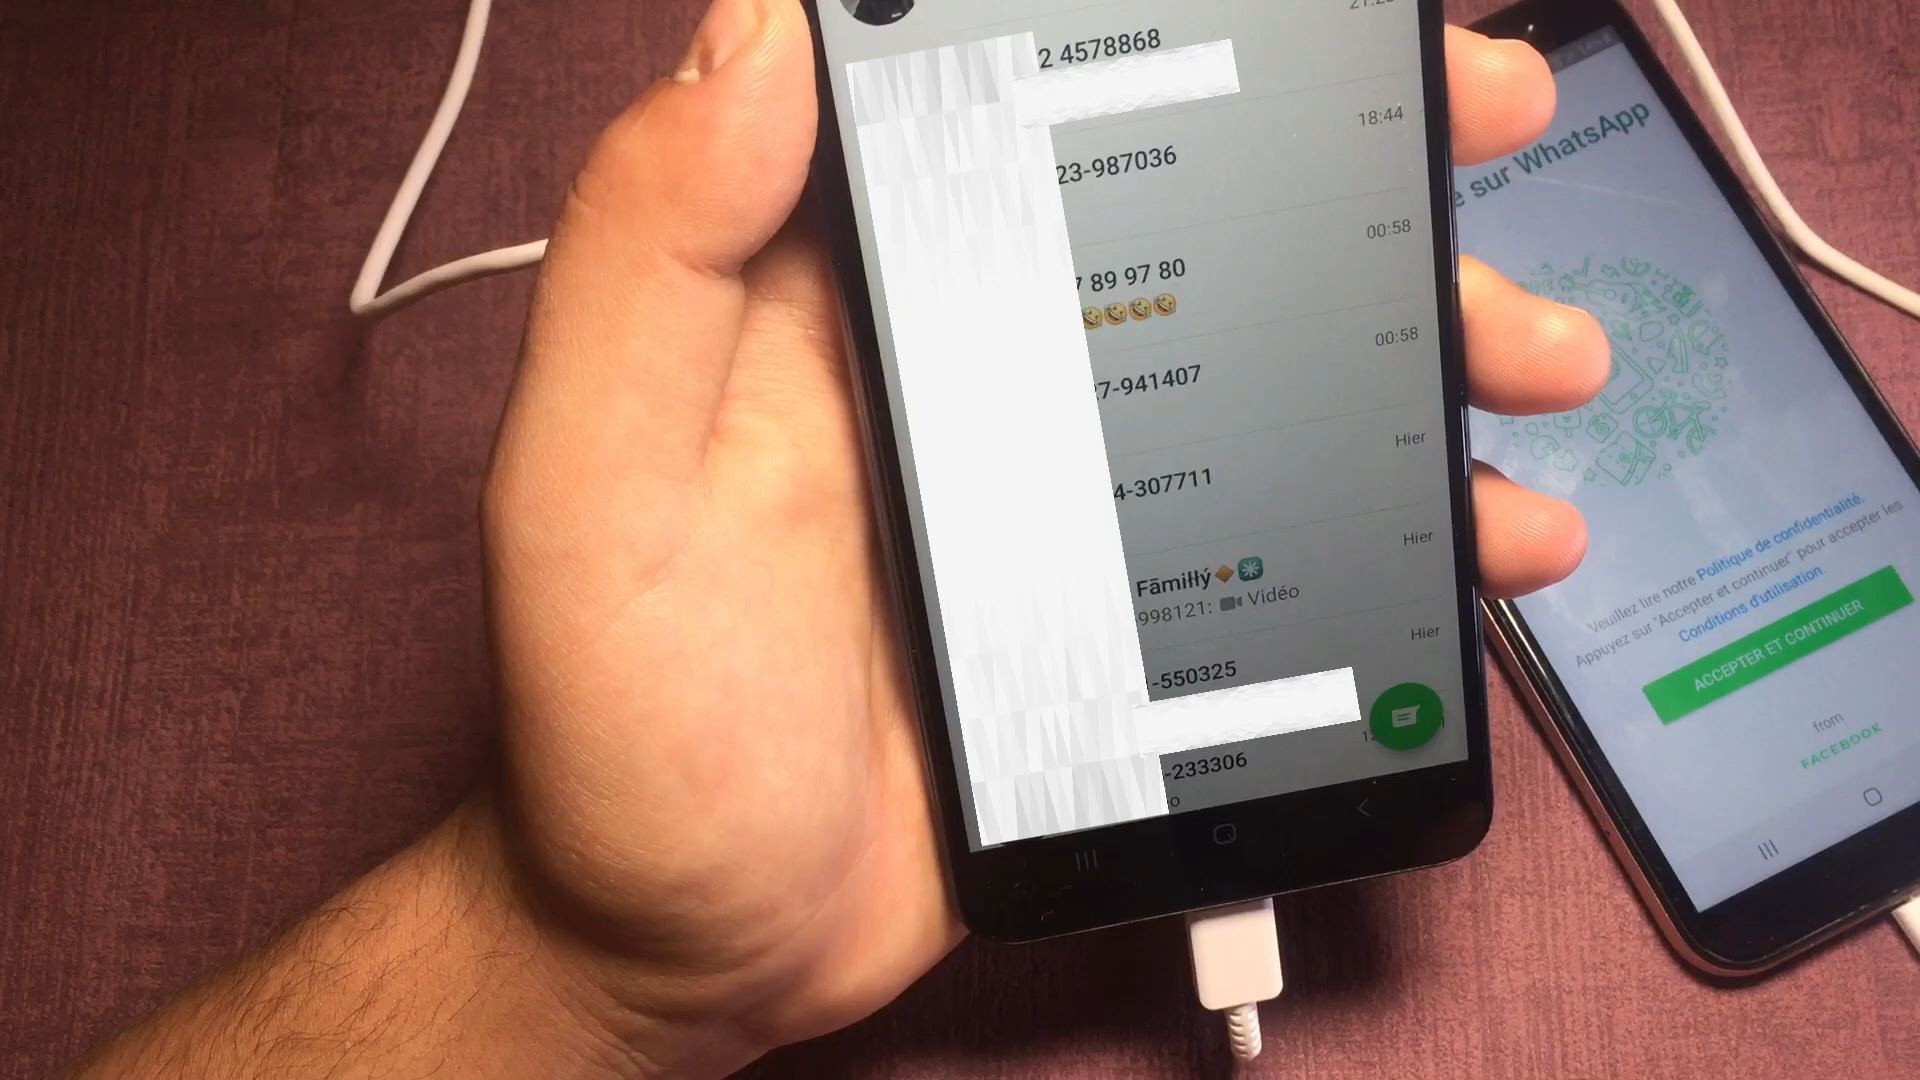 2 4578868
18:44
23-987036
00:58
7 89 97 80
00:58
27-941407
Hier
4-307711
Hier
Fāmiłłý
998121: Vidéo
Hier
-550325
-233306
sur WhatsApp
Veuillez lire notre Politique de confidentialité.
Appuyez sur "Accepter et continuer" pour accepter les
Conditions d'utilisation
ACCEPTER ET CONTINUER
from
FACEBOOK